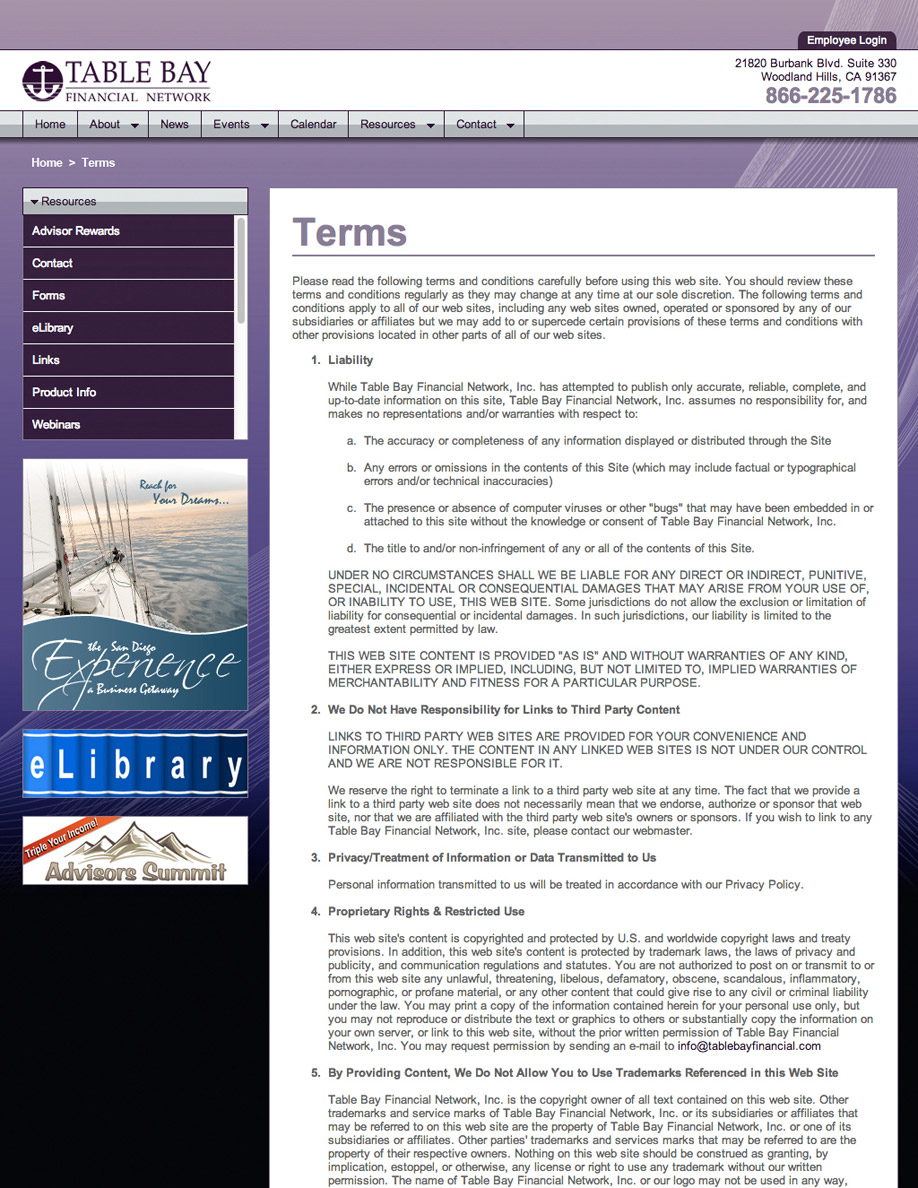 Employee Login
TABLE BAY
FINANCIAL NETWORK
21820 Burbank Blvd. Suite 330
Woodland Hills, CA 91367
866-225-1786
Home About News Events Calendar Resources Contact
Home > Terms
Resources
Advisor Rewards
Contact
Forms
eLibrary
Links
Product Info
Webinars
Reach for
Your Dreams...
the San Diego
Experience
a Business Getaway
eLibrary
Triple Your Income!
Advisors Summit
Terms
Please read the following terms and conditions carefully before using this web site. You should review these
terms and conditions regularly as they may change at any time at our sole discretion. The following terms and
conditions apply to all of our web sites, including any web sites owned, operated or sponsored by any of our
subsidiaries or affiliates but we may add to or supercede certain provisions of these terms and conditions with
other provisions located in other parts of all of our web sites.
1. Liability
While Table Bay Financial Network, Inc. has attempted to publish only accurate, reliable, complete, and
up-to-date information on this site, Table Bay Financial Network, Inc. assumes no responsibility for, and
makes no representations and/or warranties with respect to:
a. The accuracy or completeness of any information displayed or distributed through the Site
b. Any errors or omissions in the contents of this Site (which may include factual or typographical
errors and/or technical inaccuracies)
c. The presence or absence of computer viruses or other "bugs" that may have been embedded in or
attached to this site without the knowledge or consent of Table Bay Financial Network, Inc.
d. The title to and/or non-infringement of any or all of the contents of this Site.
UNDER NO CIRCUMSTANCES SHALL WE BE LIABLE FOR ANY DIRECT OR INDIRECT, PUNITIVE,
SPECIAL, INCIDENTAL OR CONSEQUENTIAL DAMAGES THAT MAY ARISE FROM YOUR USE OF,
OR INABILITY TO USE, THIS WEB SITE. Some jurisdictions do not allow the exclusion or limitation of
liability for consequential or incidental damages. In such jurisdictions, our liability is limited to the
greatest extent permitted by law.
THIS WEB SITE CONTENT IS PROVIDED "AS IS" AND WITHOUT WARRANTIES OF ANY KIND,
EITHER EXPRESS OR IMPLIED, INCLUDING, BUT NOT LIMITED TO, IMPLIED WARRANTIES OF
MERCHANTABILITY AND FITNESS FOR A PARTICULAR PURPOSE.
2. We Do Not Have Responsibility for Links to Third Party Content
LINKS TO THIRD PARTY WEB SITES ARE PROVIDED FOR YOUR CONVENIENCE AND
INFORMATION ONLY. THE CONTENT IN ANY LINKED WEB SITES IS NOT UNDER OUR CONTROL
AND WE ARE NOT RESPONSIBLE FOR IT.
We reserve the right to terminate a link to a third party web site at any time. The fact that we provide a
link to a third party web site does not necessarily mean that we endorse, authorize or sponsor that web
site, nor that we are affiliated with the third party web site's owners or sponsors. If you wish to link to any
Table Bay Financial Network, Inc. site, please contact our webmaster.
3. Privacy/Treatment of Information or Data Transmitted to Us
Personal information transmitted to us will be treated in accordance with our Privacy Policy.
4. Proprietary Rights & Restricted Use
This web site's content is copyrighted and protected by U.S. and worldwide copyright laws and treaty
provisions. In addition, this web site's content is protected by trademark laws, the laws of privacy and
publicity, and communication regulations and statutes. You are not authorized to post on or transmit to or
from this web site any unlawful, threatening, libelous, defamatory, obscene, scandalous, inflammatory,
pornographic, or profane material, or any other content that could give rise to any civil or criminal liability
under the law. You may print a copy of the information contained herein for your personal use only, but
you may not reproduce or distribute the text or graphics to others or substantially copy the information on
your own server, or link to this web site, without the prior written permission of Table Bay Financial
Network, Inc. You may request permission by sending an e-mail to info@tablebayfinancial.com
5. By Providing Content, We Do Not Allow You to Use Trademarks Referenced in this Web Site
Table Bay Financial Network, Inc. is the copyright owner of all text contained on this web site. Other
trademarks and service marks of Table Bay Financial Network, Inc. or its subsidiaries or affiliates that
may be referred to on this web site are the property of Table Bay Financial Network, Inc. or one of its
subsidiaries or affiliates. Other parties' trademarks and services marks that may be referred to are the
property of their respective owners. Nothing on this web site should be construed as granting, by
implication, estoppel, or otherwise, any license or right to use any trademark without our written
permission. The name of Table Bay Financial Network, Inc. or our logo may not be used in any way,